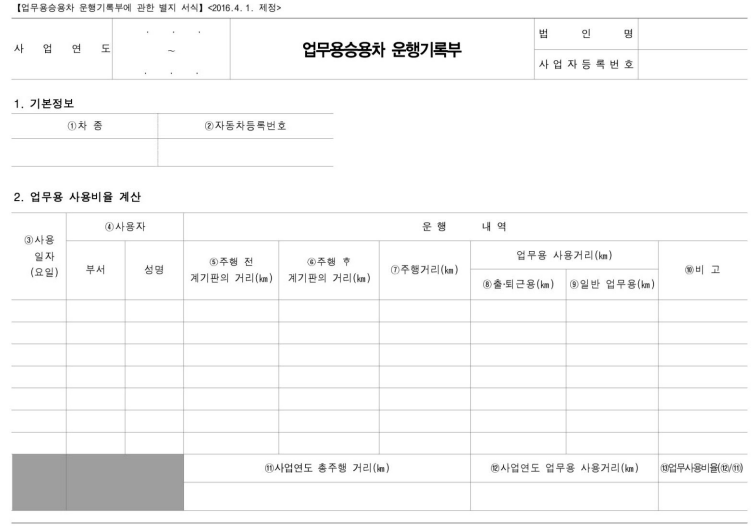 【업무용승용차 운행기록부에 관한 별지 서식】<2016. 4. 1. 제정>
사 업 연 도
. . .
~
. . .
업무용승용차 운행기록부
법 인 명
사업자등록번호
1. 기본정보
①차 종 ②자동차등록번호
2. 업무용 사용비율 계산
③사용
일자
(요일)
④사용자
운 행 내 역
부서 성명
⑤주행 전
계기판의 거리(㎞)
⑥주행 후
계기판의 거리(㎞)
⑦주행거리(㎞)
업무용 사용거리(㎞)
⑧출·퇴근용(㎞) ⑨일반 업무용(㎞)
⑩비 고
⑪사업연도 총주행 거리(㎞) ⑫사업연도 업무용 사용거리(㎞) ⑬업무사용비율(⑫/⑪)